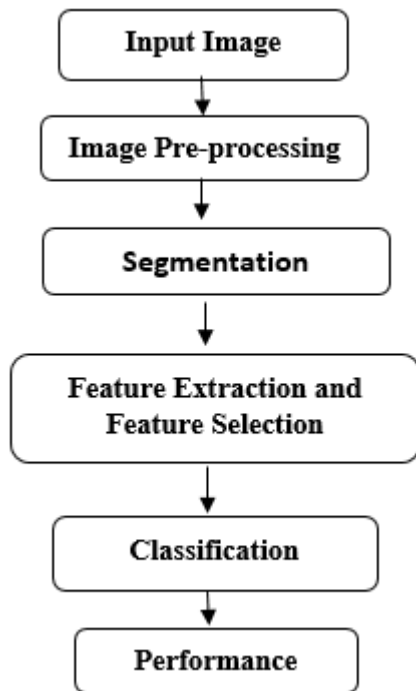 Input Image
Image Pre-processing
Segmentation
Feature Extraction and
Feature Selection
Classification
Performance